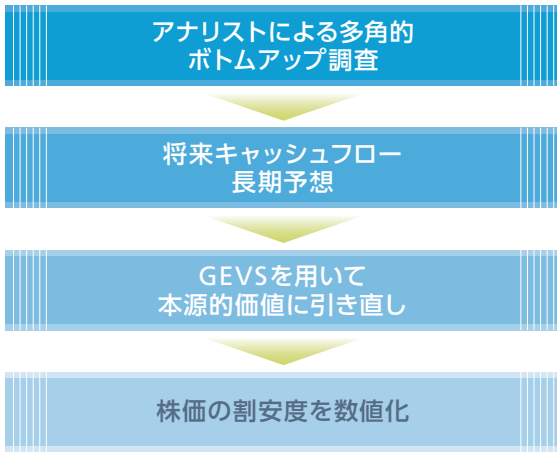 アナリストによる多角的
ボトムアップ調査
将来キャッシュフロー
長期予想
GEVSを用いて
本源的価値に引き直し
株価の割安度を数値化